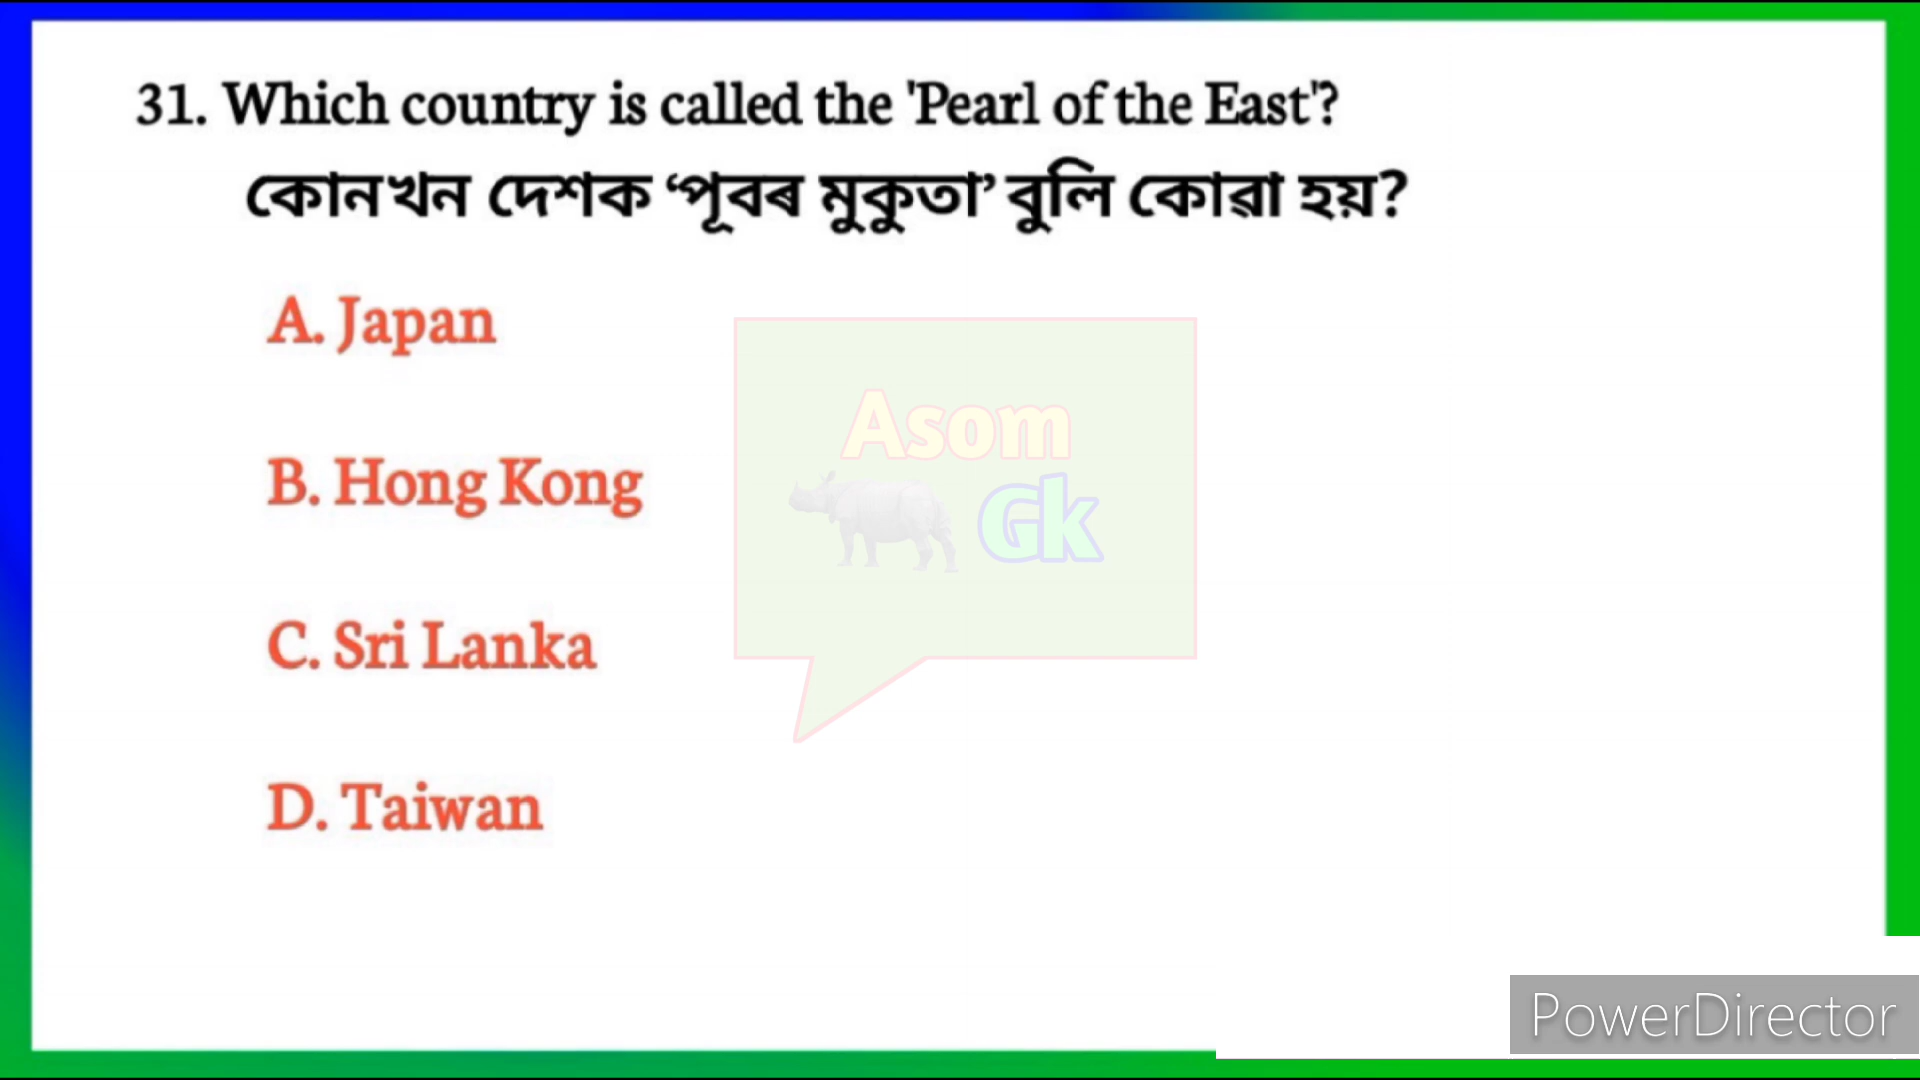 31. Which country is called the 'Pearl of the East'?
কোনখন দেশক ‘পূবৰ মুকুতা’ বুলি কোৱা হয়?
A. Japan
B. Hong Kong
C. Sri Lanka
D. Taiwan
Asom
Gk
PowerDirector